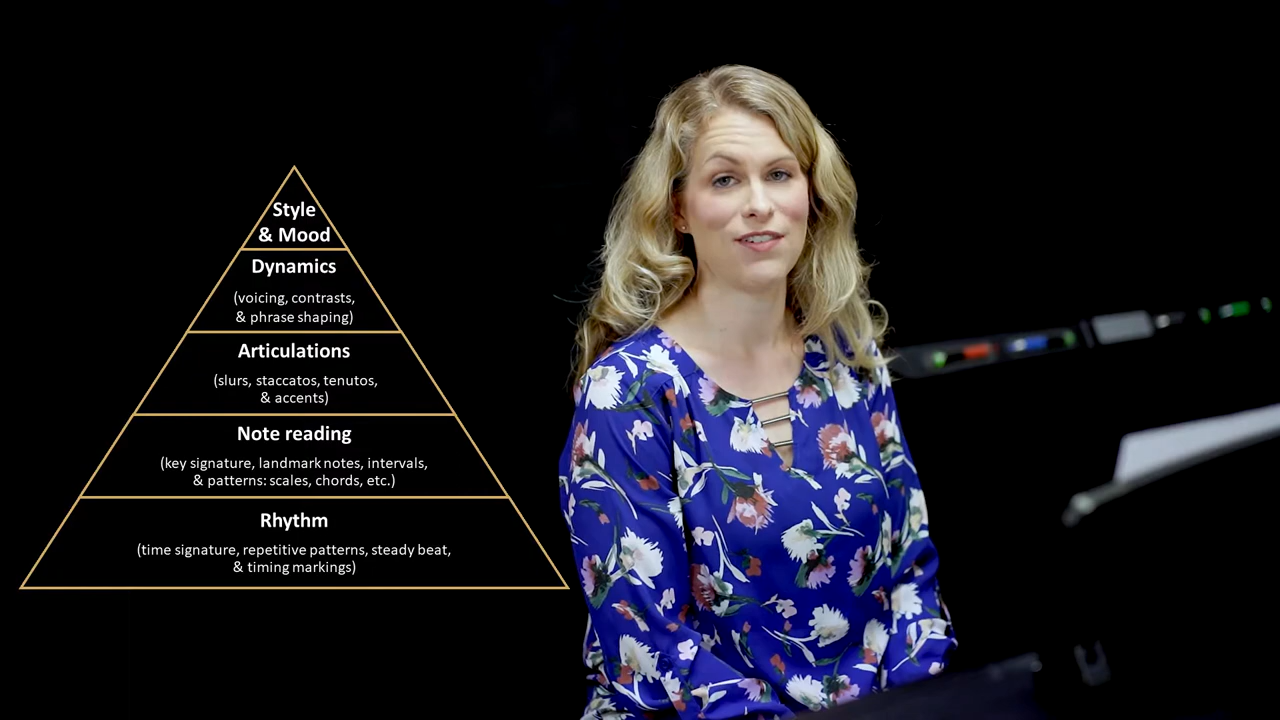 Style
& Mood
Dynamics
(voicing, contrasts,
& phrase shaping)
Articulations
(slurs, staccatos, tenutos,
& accents)
Note reading
(key signature, landmark notes, intervals,
& patterns: scales, chords, etc.)
Rhythm
(time signature, repetitive patterns, steady beat,
& timing markings)